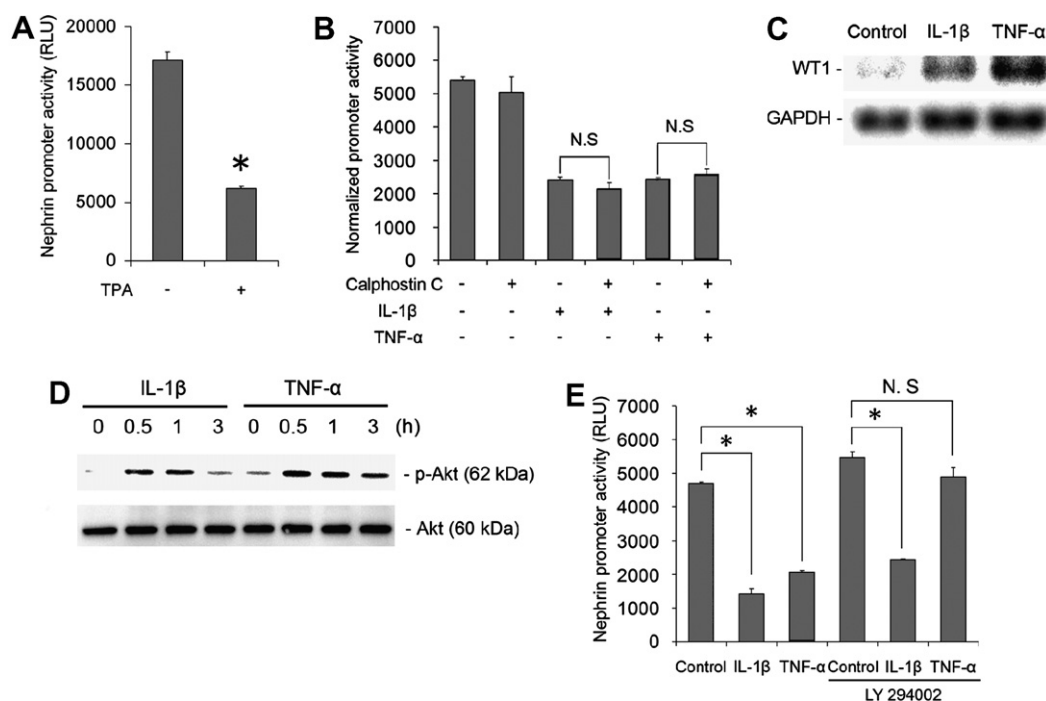 A
Nephrin promoter activity (RLU)
20000
15000
10000
5000
0
*
TPA - +
B
Normalized promoter activity
7000
6000
5000
4000
3000
2000
1000
0
N.S
N.S
Calphostin C - + - + - +
IL-1β - - + + - -
TNF-α - - - - + +
C
Control IL-1β TNF-α
WT1 -
GAPDH -
D
IL-1β TNF-α
0 0.5 1 3 0 0.5 1 3 (h)
- p-Akt (62 kDa)
- Akt (60 kDa)
E
Nephrin promoter activity (RLU)
7000
6000
5000
4000
3000
2000
1000
0
N. S
*
*
*
Control IL-1β TNF-α Control IL-1β TNF-α
LY 294002